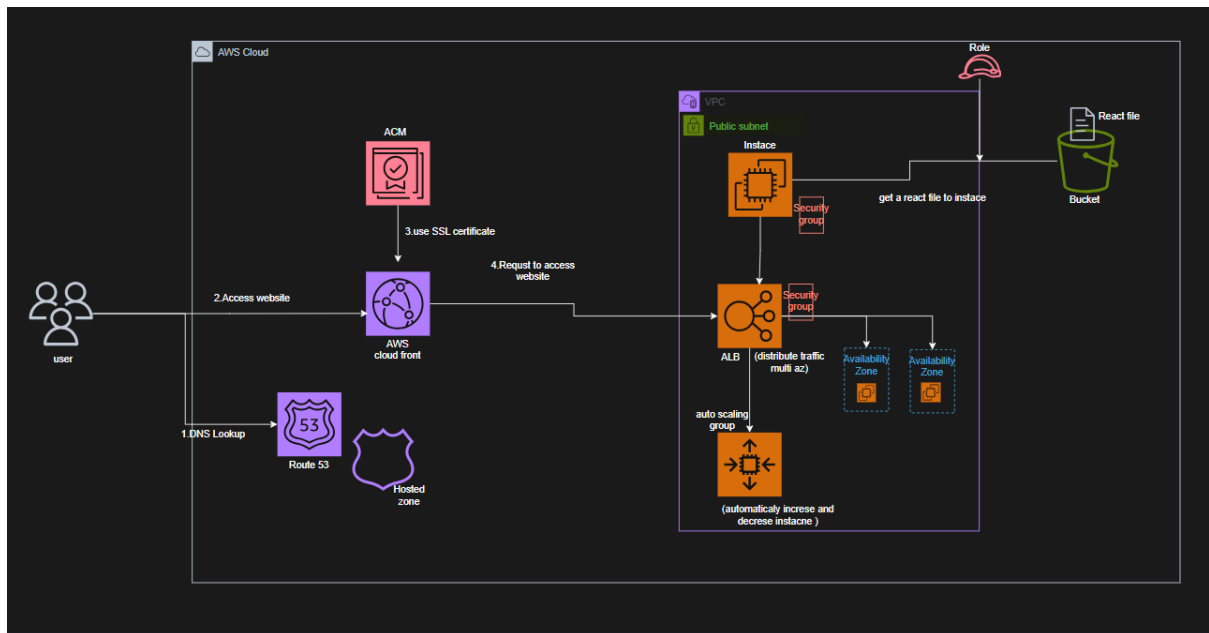 AWS Cloud
Role
VPC
Public subnet
React file
ACM
Instace
Security
group
get a react file to instace
Bucket
3.use SSL certificate
4.Requst to access
website
2.Access website
Security
group
user
AWS
cloud front
ALB
(distribute traffic
multi az)
Availability
Zone
Availability
Zone
auto scaling
group
1.DNS Lookup
53
Route 53
Hosted
zone
(automaticaly increse and
decrese instacne )